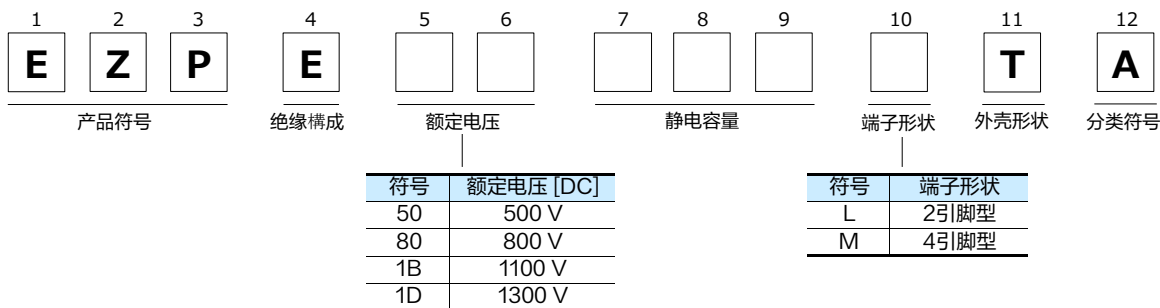 1 2 3 4 5 6 7 8 9 10 11 12
E Z P E T A
产品符号 绝缘構成 额定电压 静电容量 端子形状 外壳形状 分类符号
符号 额定电压 [DC]
50 500 V
80 800 V
1B 1100 V
1D 1300 V
符号 端子形状
L 2引脚型
M 4引脚型